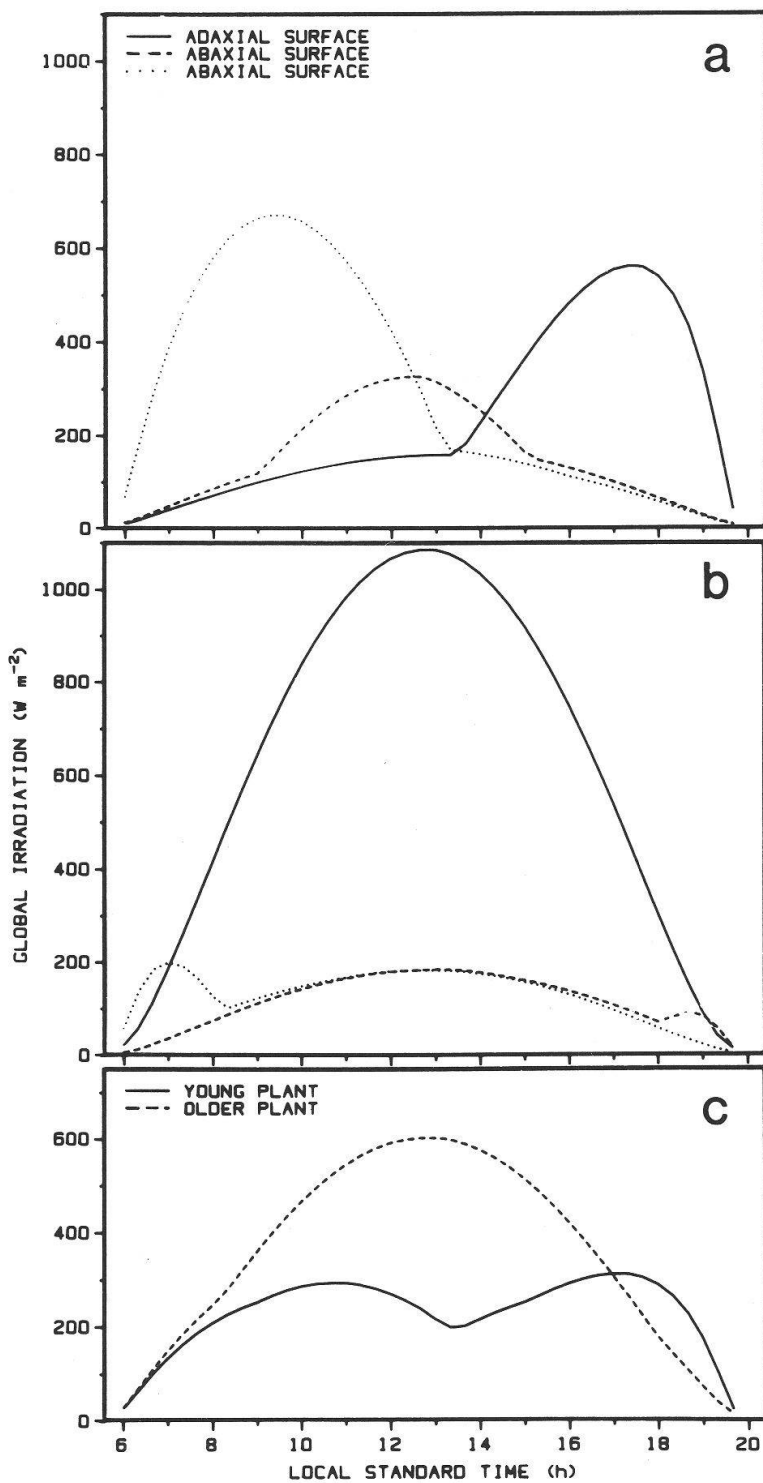 ADAXIAL SURFACE
ABAXIAL SURFACE
ABAXIAL SURFACE
a
1000
800
600
400
200
0
b
1000
800
600
400
200
0
GLOBAL IRRADIATION (W m⁻²)
YOUNG PLANT
OLDER PLANT
c
600
400
200
0
6 8 10 12 14 16 18 20
LOCAL STANDARD TIME (h)